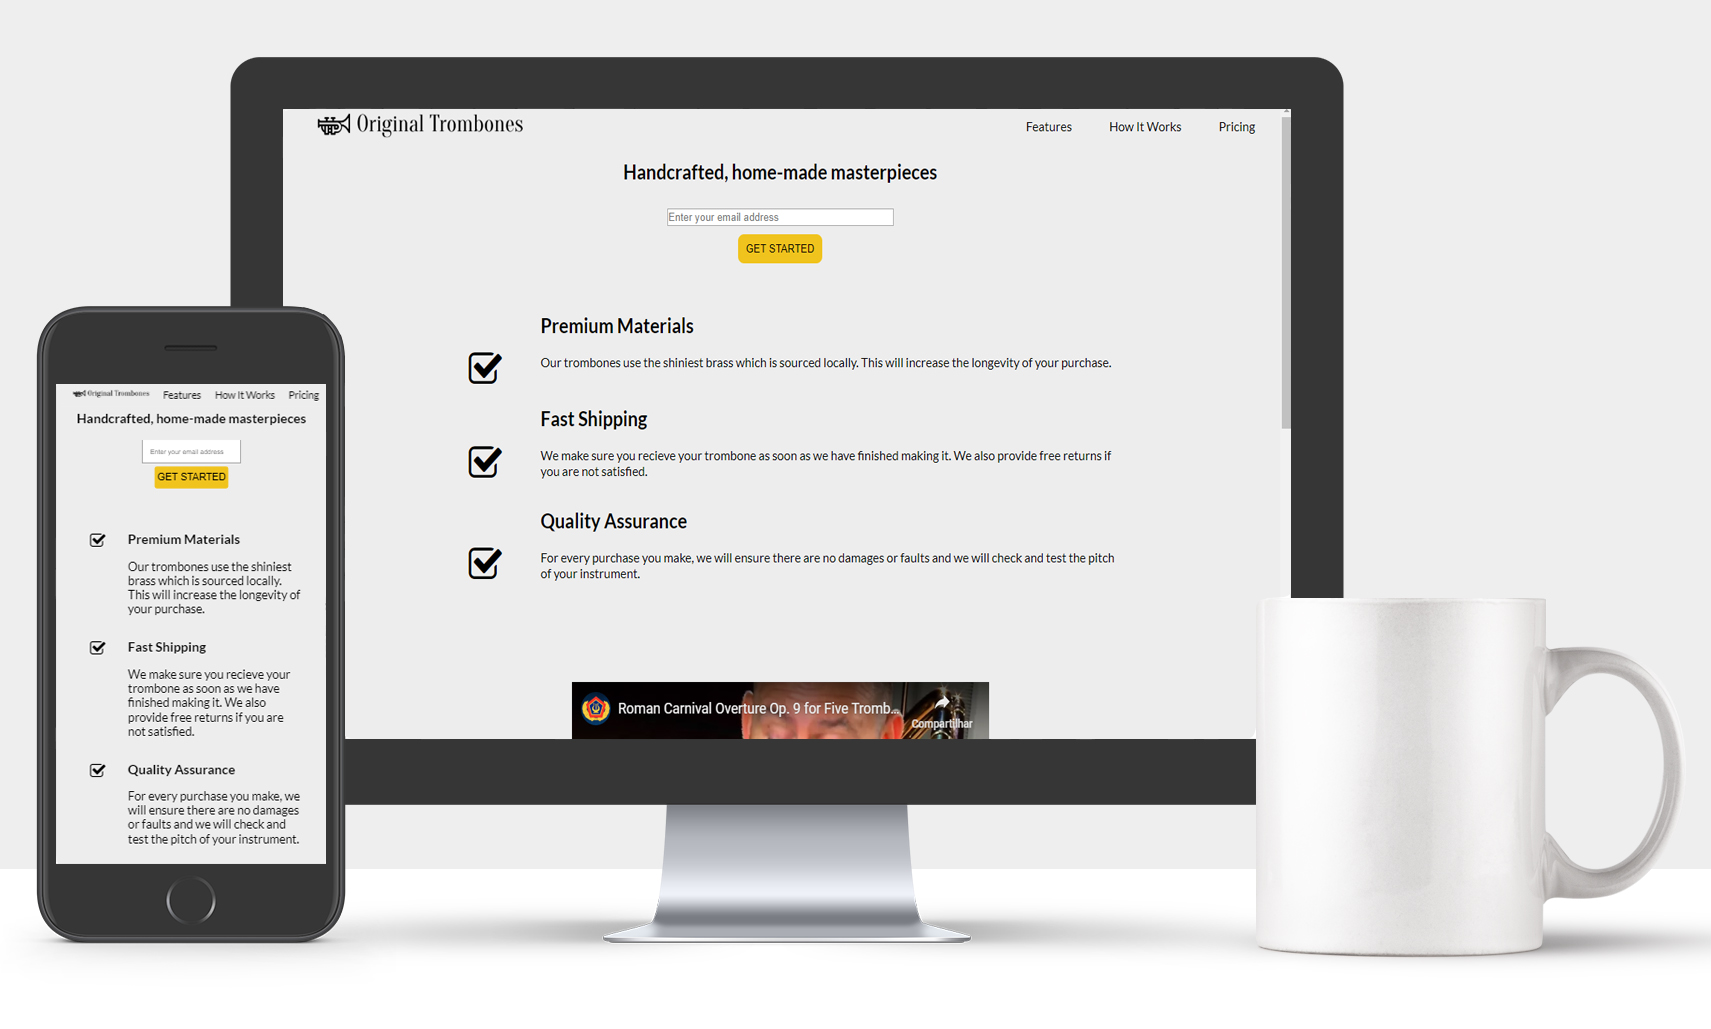 Original Trombones
Features
How It Works
Pricing
Handcrafted, home-made masterpieces
Enter your email address
GET STARTED
Premium Materials
Our trombones use the shiniest brass which is sourced locally. This will increase the longevity of your purchase.
Fast Shipping
We make sure you recieve your trombone as soon as we have finished making it. We also provide free returns if
you are not satisfied.
Quality Assurance
For every purchase you make, we will ensure there are no damages or faults and we will check and test the pitch
of your instrument.
Roman Carnival Overture Op. 9 for Five Tromb...
Compartilhar
Original Trombones
Features
How It Works
Pricing
Handcrafted, home-made masterpieces
Enter your email address
GET STARTED
Premium Materials
Our trombones use the shiniest
brass which is sourced locally.
This will increase the longevity of
your purchase.
Fast Shipping
We make sure you recieve your
trombone as soon as we have
finished making it. We also
provide free returns if you are
not satisfied.
Quality Assurance
For every purchase you make, we
will ensure there are no damages
or faults and we will check and
test the pitch of your instrument.